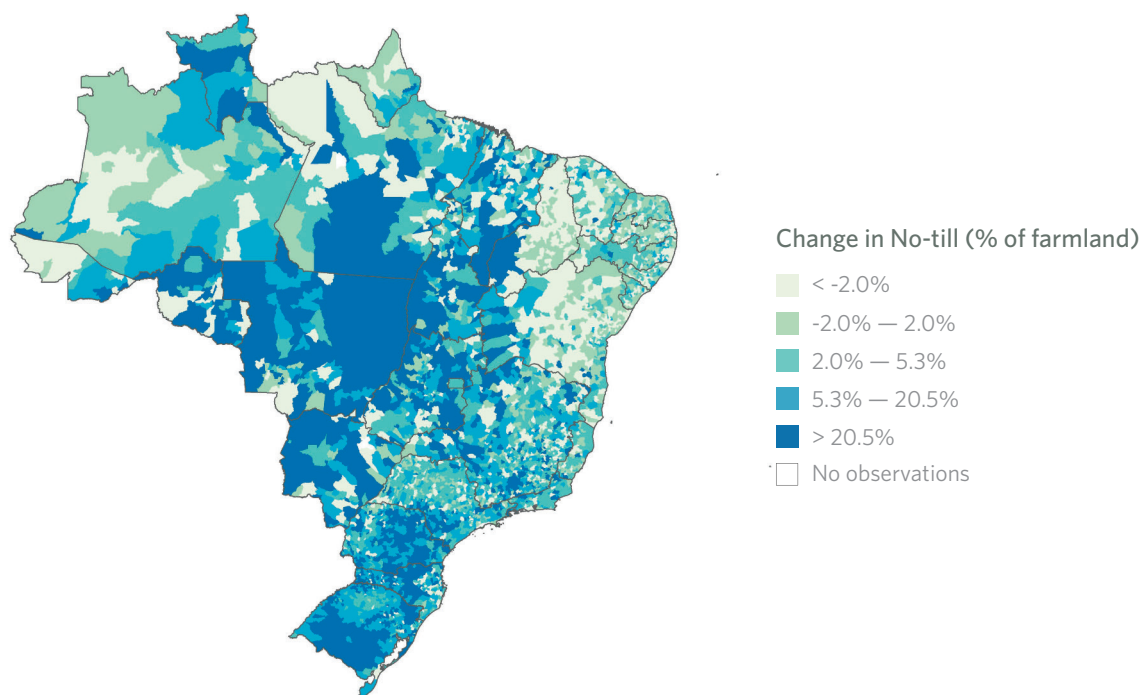 Change in No-till (% of farmland)
< -2.0%
-2.0% — 2.0%
2.0% — 5.3%
5.3% — 20.5%
> 20.5%
No observations